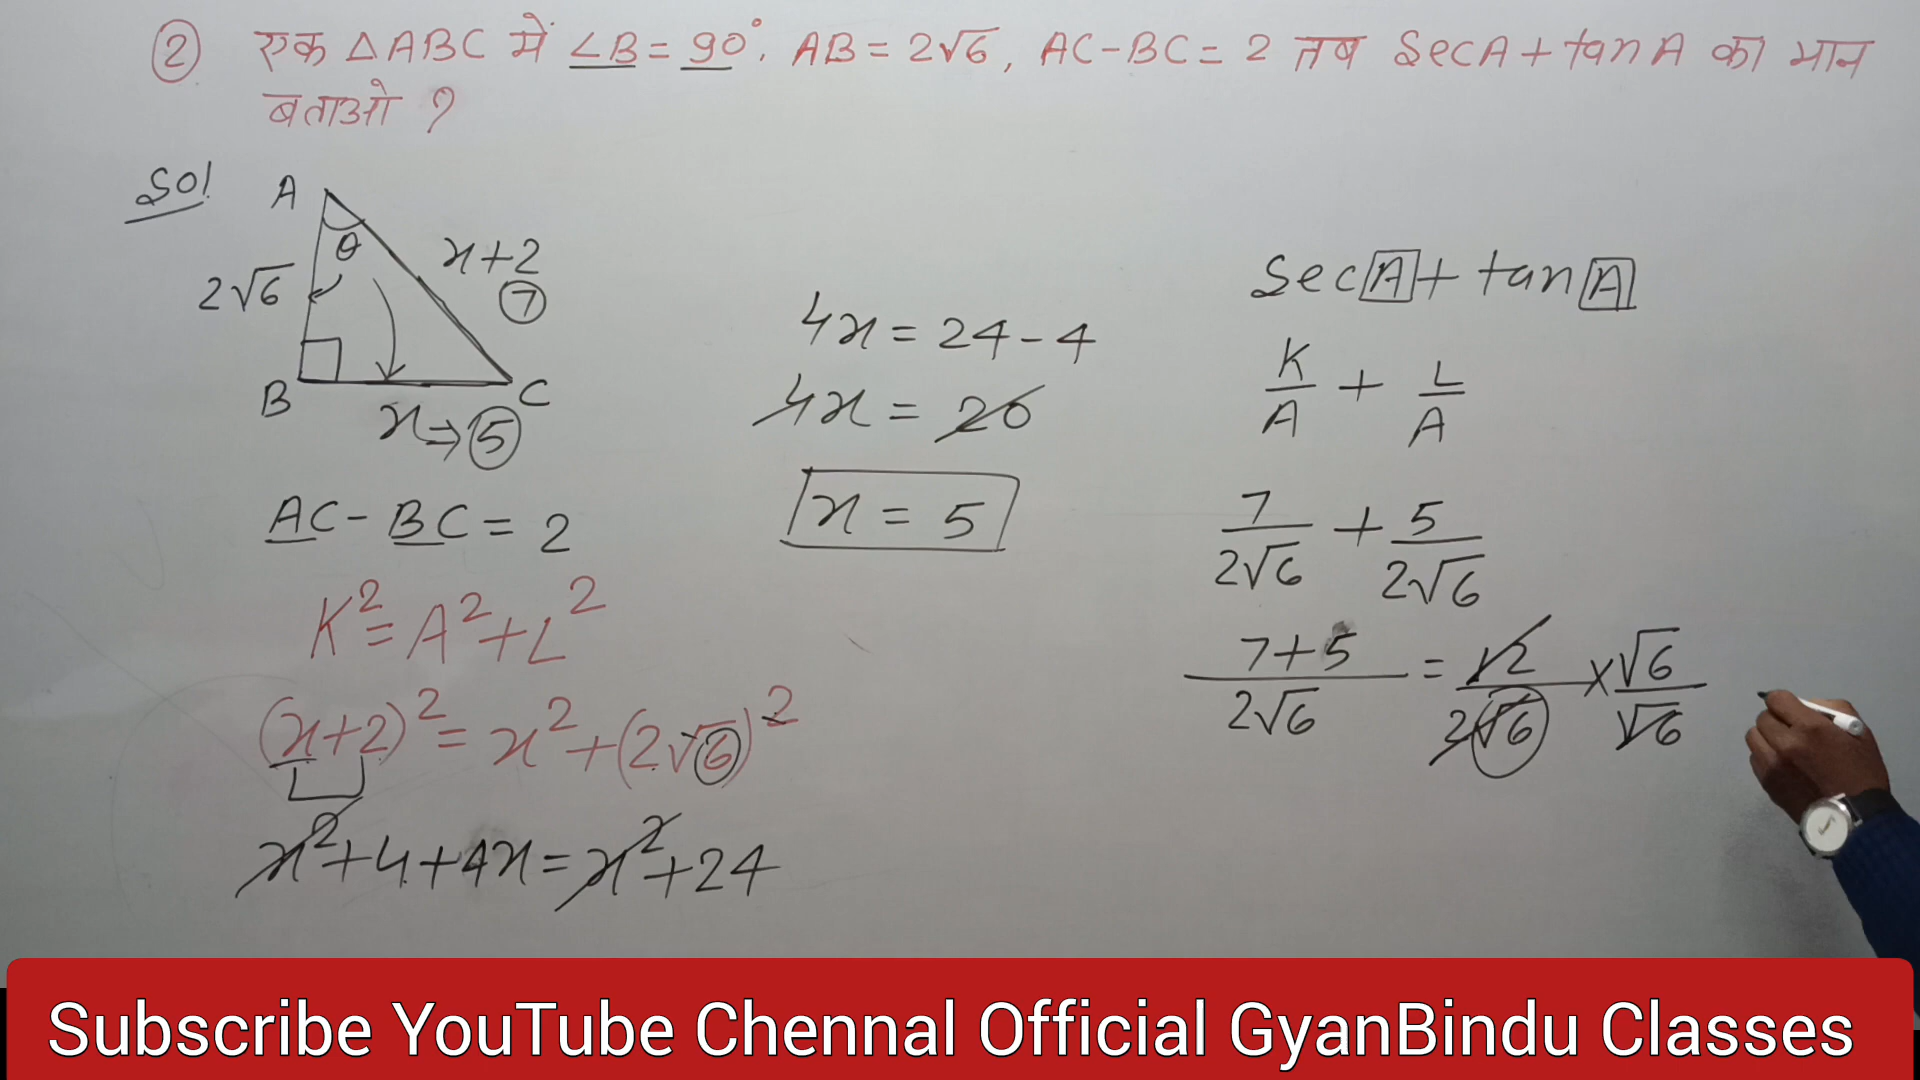 ② एक △ABC में ∠B = 90°. AB = 2√6, AC-BC = 2 तब SecA + tanA का मान
बताओ ?
Sol
A
θ
2√6
x+2
⑦
B
C
x → ⑤
AC - BC = 2
K² = A² + L²
(x+2)² = x² + (2√6)²
x² + 4 + 4x = x² + 24
4x = 24 - 4
4x = 20
x = 5
Sec A + tan A
K/A + L/A
7/2√6 + 5/2√6
7+5/2√6 = 12/2√6 × √6/√6
Subscribe YouTube Chennal Official GyanBindu Classes